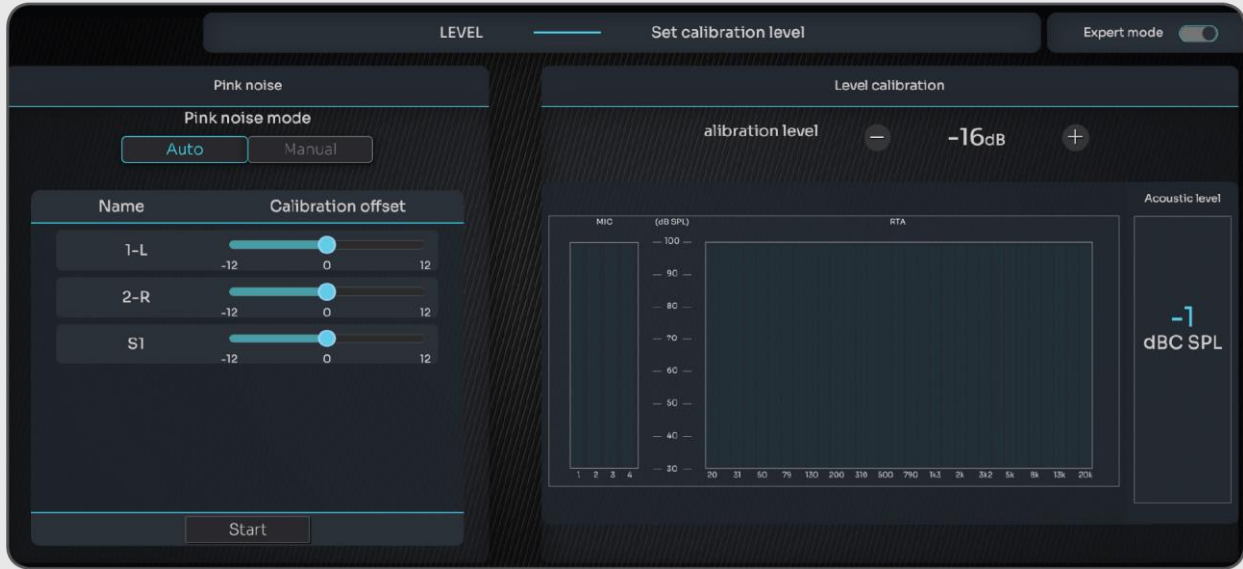 LEVEL Set calibration level
Expert mode
Pink noise
Pink noise mode
Auto Manual
Name Calibration offset
1-L
-12 0 12
2-R
-12 0 12
S1
-12 0 12
Start
Level calibration
alibration level -16dB
MIC (dB SPL) RTA
100
90
80
70
60
50
40
30
1 2 3 4
20 31 50 79 130 200 316 500 790 1k3 2k 3k2 5k 8k 13k 20k
Acoustic level
-1
dBC SPL